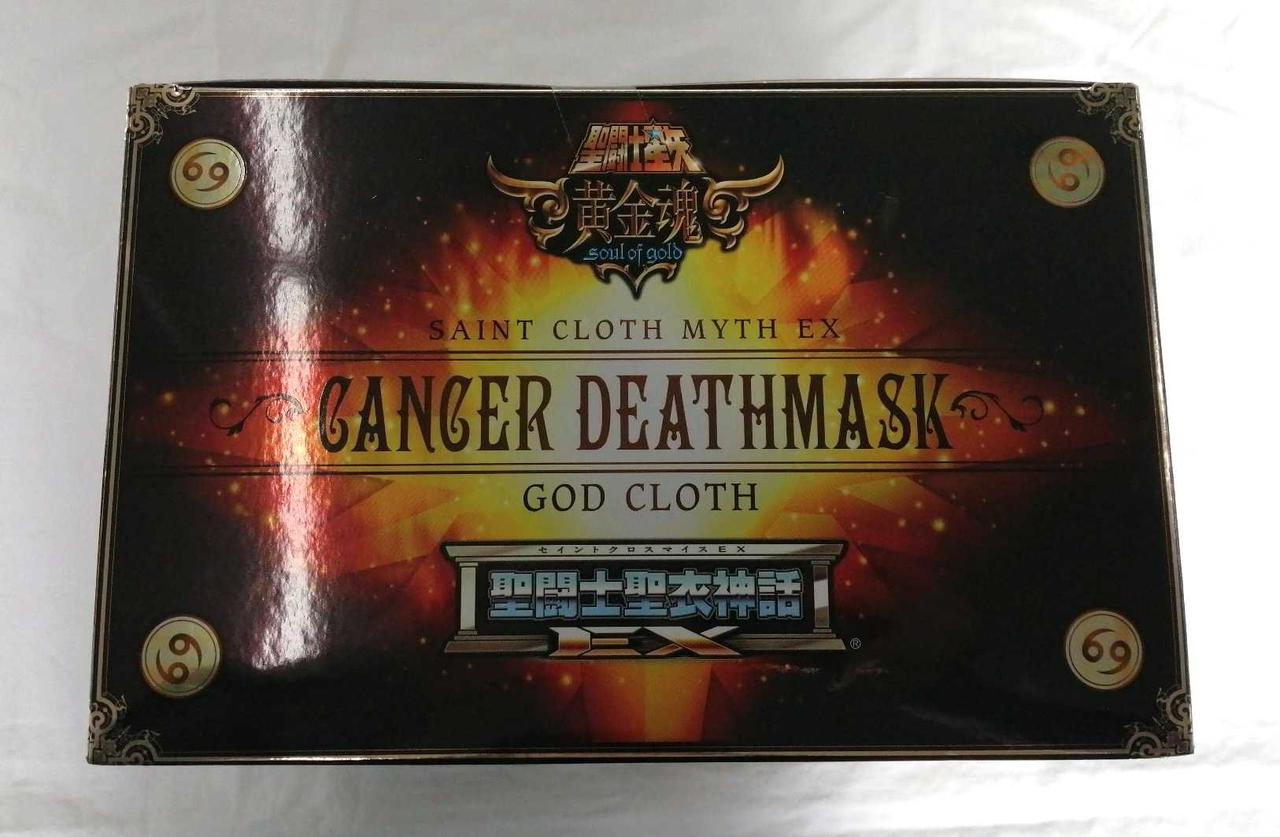 聖闘士星矢
黄金魂
soul of gold
SAINT CLOTH MYTH EX
CANCER DEATHMASK
GOD CLOTH
セイントクロスマイスEX
聖闘士聖衣神話
EX
®